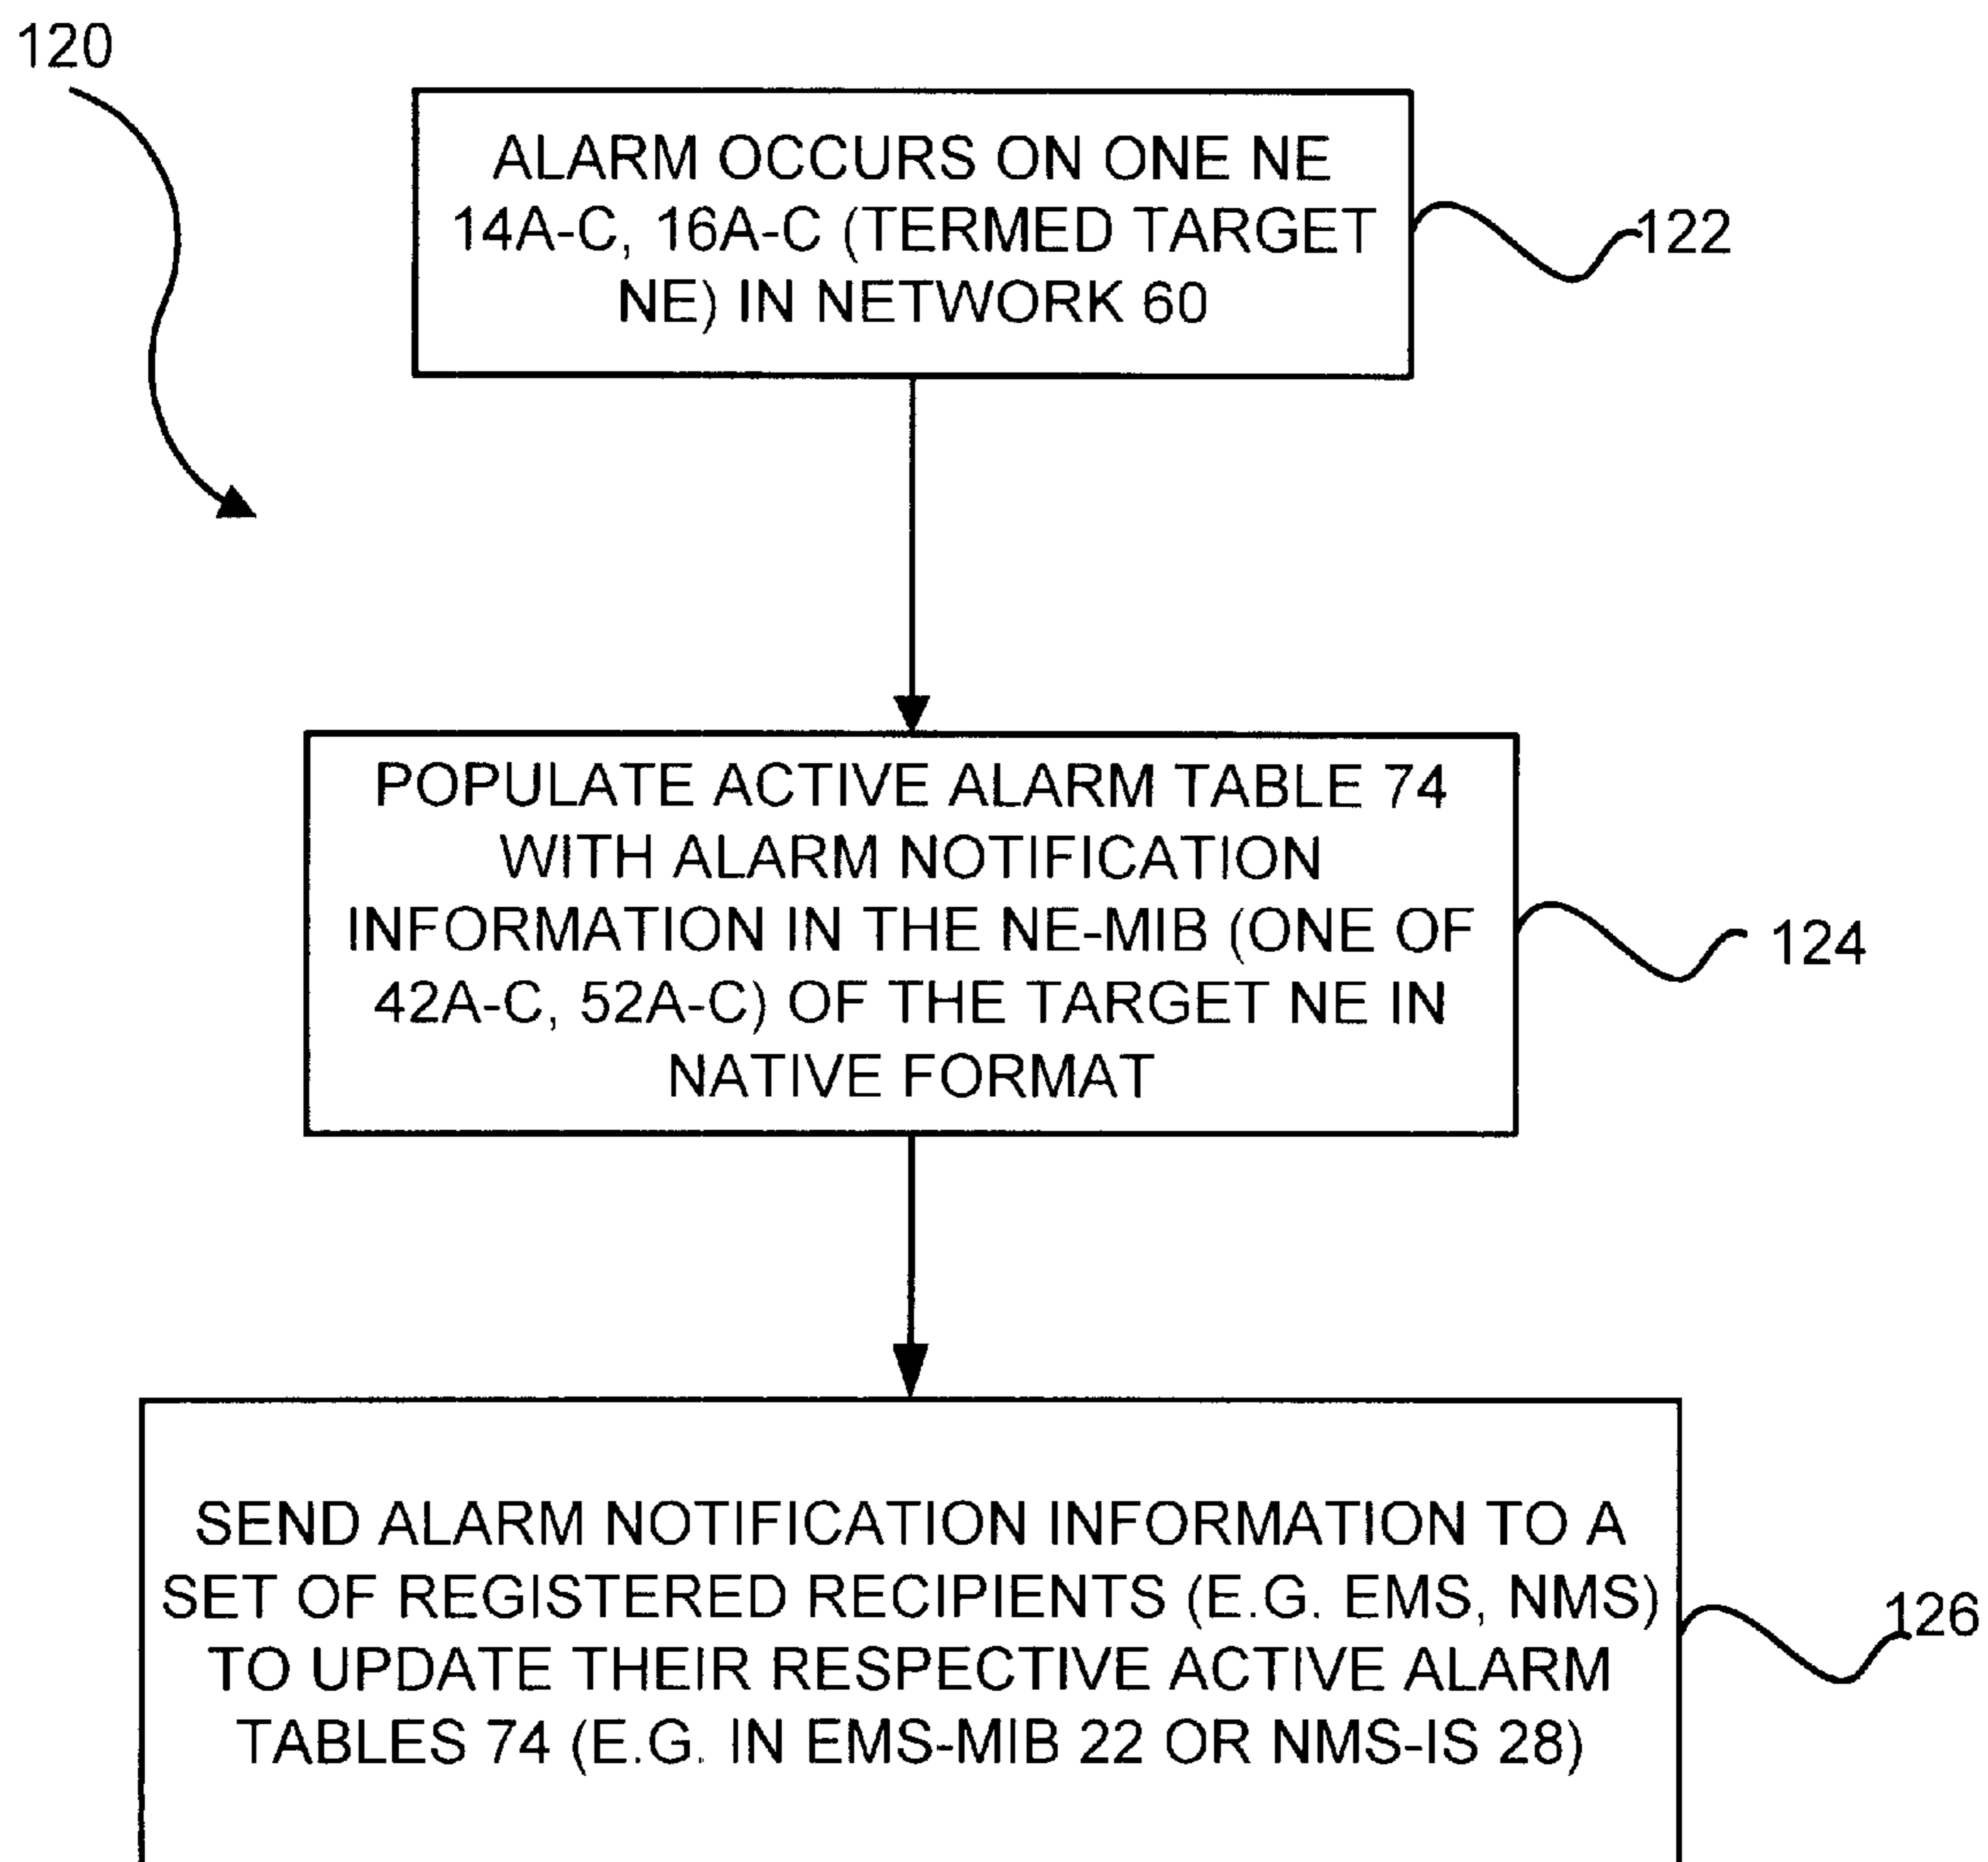 120
ALARM OCCURS ON ONE NE
14A-C, 16A-C (TERMED TARGET
NE) IN NETWORK 60
122
POPULATE ACTIVE ALARM TABLE 74
WITH ALARM NOTIFICATION
INFORMATION IN THE NE-MIB (ONE OF
42A-C, 52A-C) OF THE TARGET NE IN
NATIVE FORMAT
124
SEND ALARM NOTIFICATION INFORMATION TO A
SET OF REGISTERED RECIPIENTS (E.G. EMS, NMS)
TO UPDATE THEIR RESPECTIVE ACTIVE ALARM
TABLES 74 (E.G. IN EMS-MIB 22 OR NMS-IS 28)
126